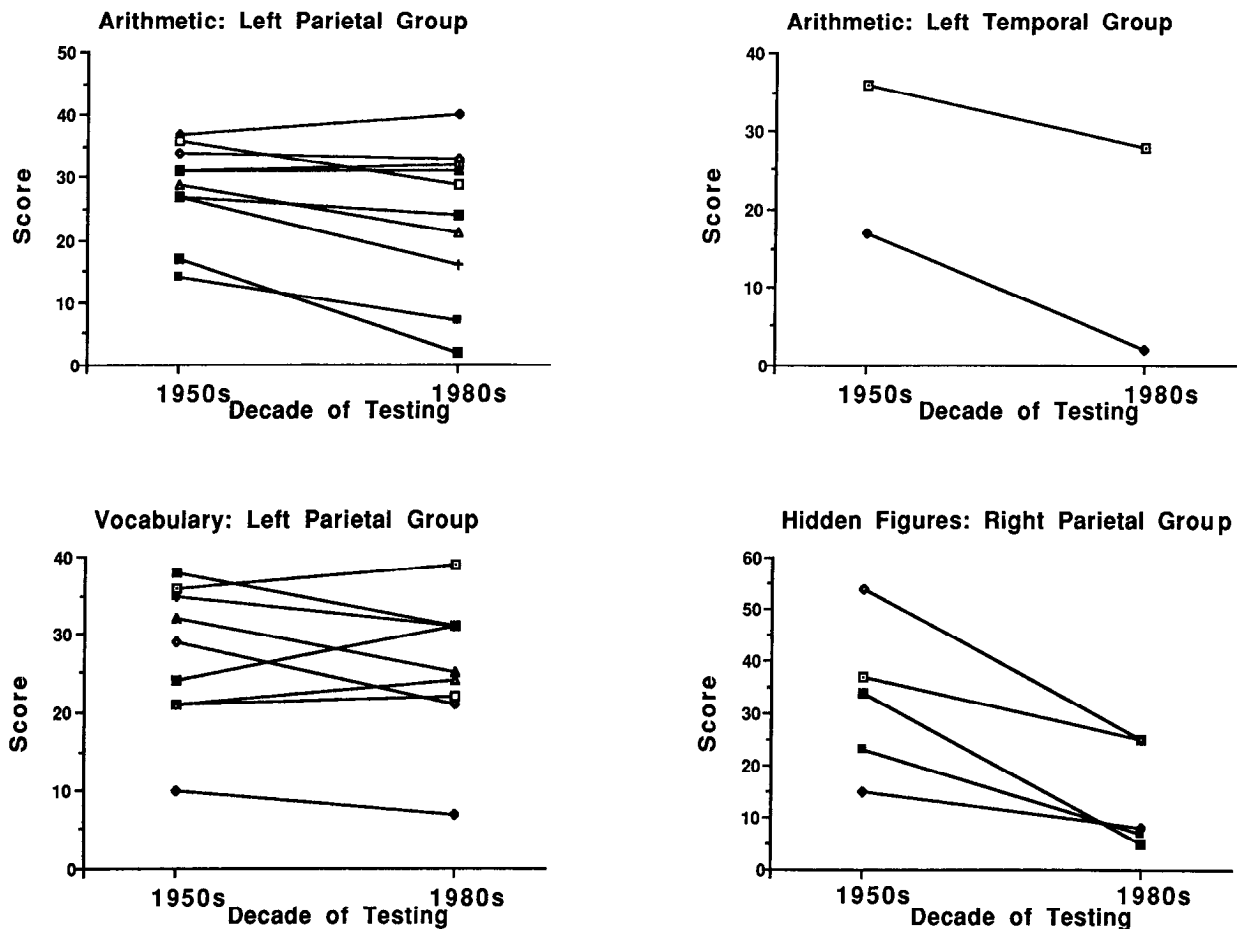 Arithmetic: Left Parietal Group
50
40
30
20
10
0
Score
1950s
1980s
Decade of Testing
Arithmetic: Left Temporal Group
40
30
20
10
0
Score
1950s
1980s
Decade of Testing
Vocabulary: Left Parietal Group
40
30
20
10
0
Score
1950s
1980s
Decade of Testing
Hidden Figures: Right Parietal Group
60
50
40
30
20
10
0
Score
1950s
1980s
Decade of Testing